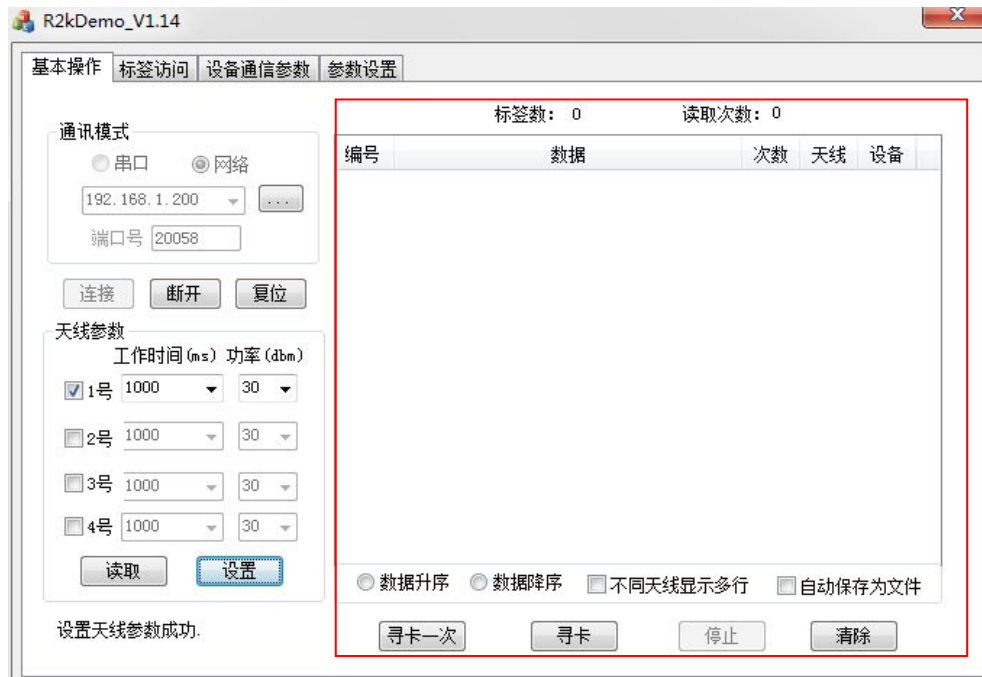 R2kDemo_V1.14
x
基本操作 标签访问 设备通信参数 参数设置
标签数: 0 读取次数: 0
通讯模式
串口 网络
192.168.1.200 ...
端口号 20058
连接 断开 复位
天线参数
工作时间(ms) 功率(dbm)
1号 1000 30
2号 1000 30
3号 1000 30
4号 1000 30
读取 设置
设置天线参数成功.
编号 数据 次数 天线 设备
数据升序 数据降序 不同天线显示多行 自动保存为文件
寻卡一次 寻卡 停止 清除